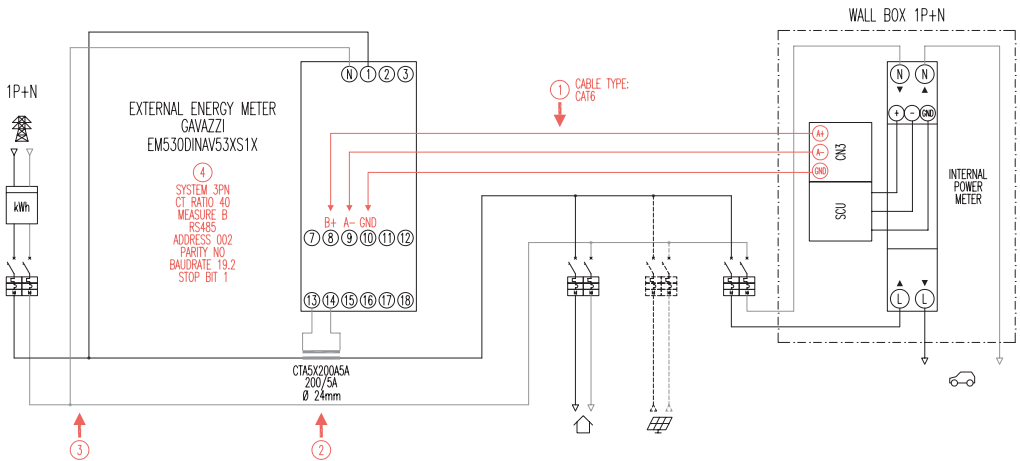 WALL BOX 1P+N
1P+N
kWh
EXTERNAL ENERGY METER
GAVAZZI
EM530DINAV53XS1X
4
SYSTEM 3PN
CT RATIO 40
MEASURE B
RS485
ADDRESS 002
PARITY NO
BAUDRATE 19.2
STOP BIT 1
N 1 2 3
B+ A- GND
7 8 9 10 11 12
13 14 15 16 17 18
CTA5X200A5A
200/5A
Ø 24mm
1
CABLE TYPE:
CAT6
A+
A-
GND
CN3
SCU
N N
+ - GND
INTERNAL
POWER
METER
L L
3
2